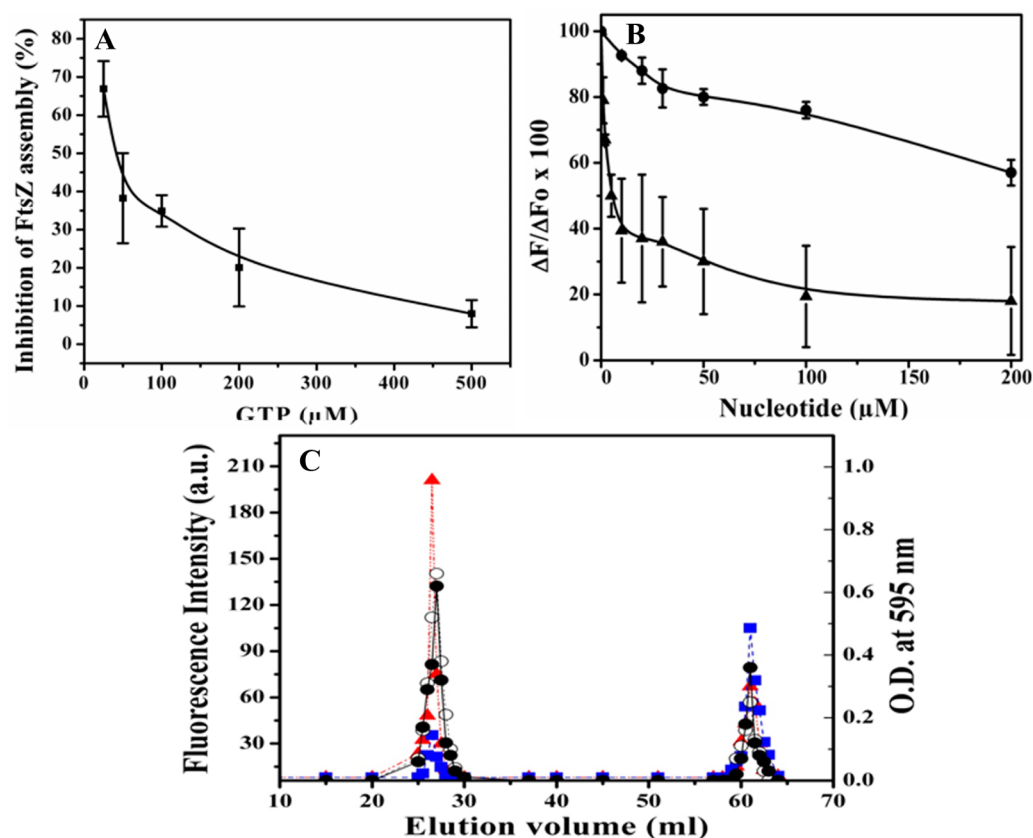 A
Inhibition of FtsZ assembly (%)
80
70
60
50
40
30
20
10
0
0 100 200 300 400 500
GTP (µM)
B
ΔF/ΔFo x 100
100
80
60
40
20
0
0 50 100 150 200
Nucleotide (µM)
C
Fluorescence Intensity (a.u.)
210
180
150
120
90
60
30
10 20 30 40 50 60 70
Elution volume (ml)
1.0
0.8
0.6
0.4
0.2
0.0
O.D. at 595 nm